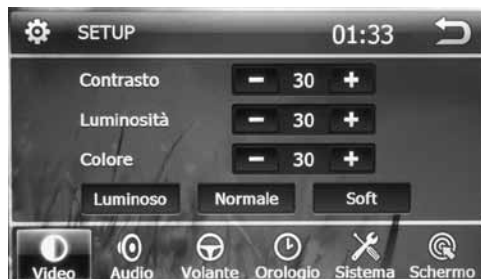 SETUP 01:33
Contrasto - 30 +
Luminosità - 30 +
Colore - 30 +
Luminoso Normale Soft
Video Audio Volante Orologio Sistema Schermo